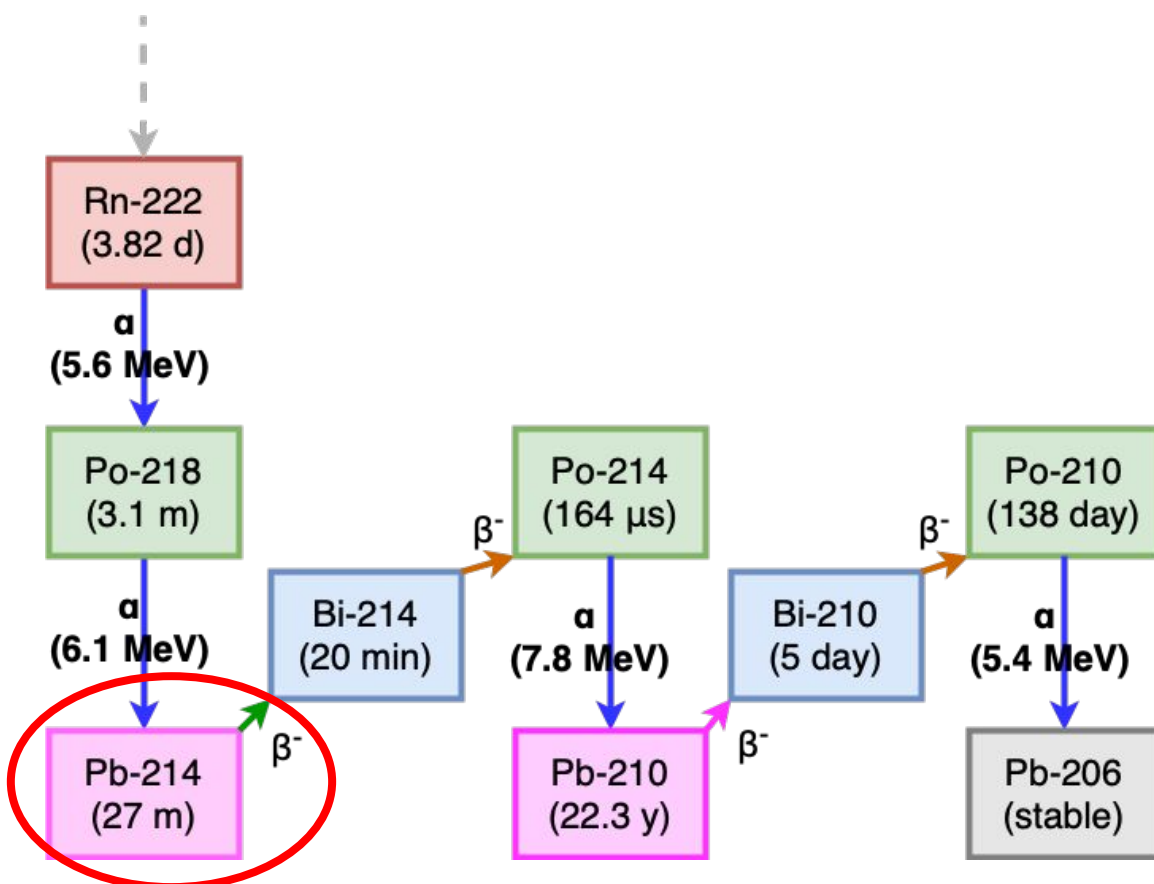 Rn-222
(3.82 d)
α
(5.6 MeV)
Po-218
(3.1 m)
Po-214
(164 µs)
Po-210
(138 day)
β-
β-
Bi-214
(20 min)
Bi-210
(5 day)
α
(6.1 MeV)
α
(7.8 MeV)
α
(5.4 MeV)
β-
β-
Pb-214
(27 m)
Pb-210
(22.3 y)
Pb-206
(stable)